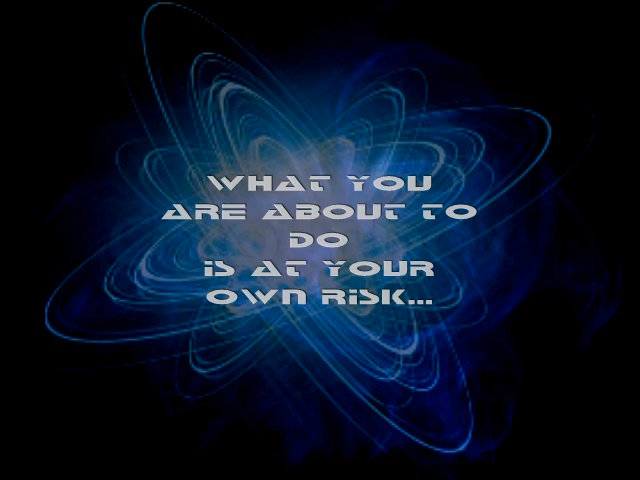 WHAT YOU
ARE ABOUT TO
DO
iS AT YOUR
OWN RiSK...